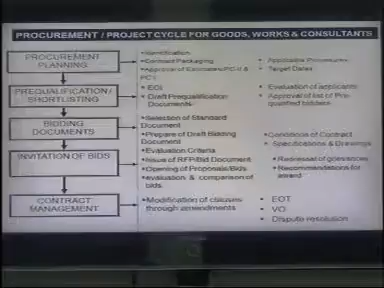 PROCUREMENT / PROJECT CYCLE FOR GOODS, WORKS & CONSULTANTS
PROCUREMENT PLANNING
•Identification
•Contract Packaging
•Approval of Estimates/PC-II & PC-I
• Applicable Procedures
• Target Dates
PREQUALIFICATION / SHORTLISTING
• EOI
• Draft Prequalification Documents
• Evaluation of applicants
• Approval of list of Pre-qualified bidders
BIDDING DOCUMENTS
•Selection of Standard Document
•Prepare of Draft Bidding Document
•Evaluation Criteria
•Conditions of Contract
• Specifications & Drawings
INVITATION OF BIDS
•Issue of RFP/Bid Document
•Opening of Proposals/Bids
•evaluation & comparison of bids.
• Redressal of grievances
•Recommendations for award
CONTRACT MANAGEMENT
•Modification of clauses through amendments
• EOT
• VO
• Dispute resolution